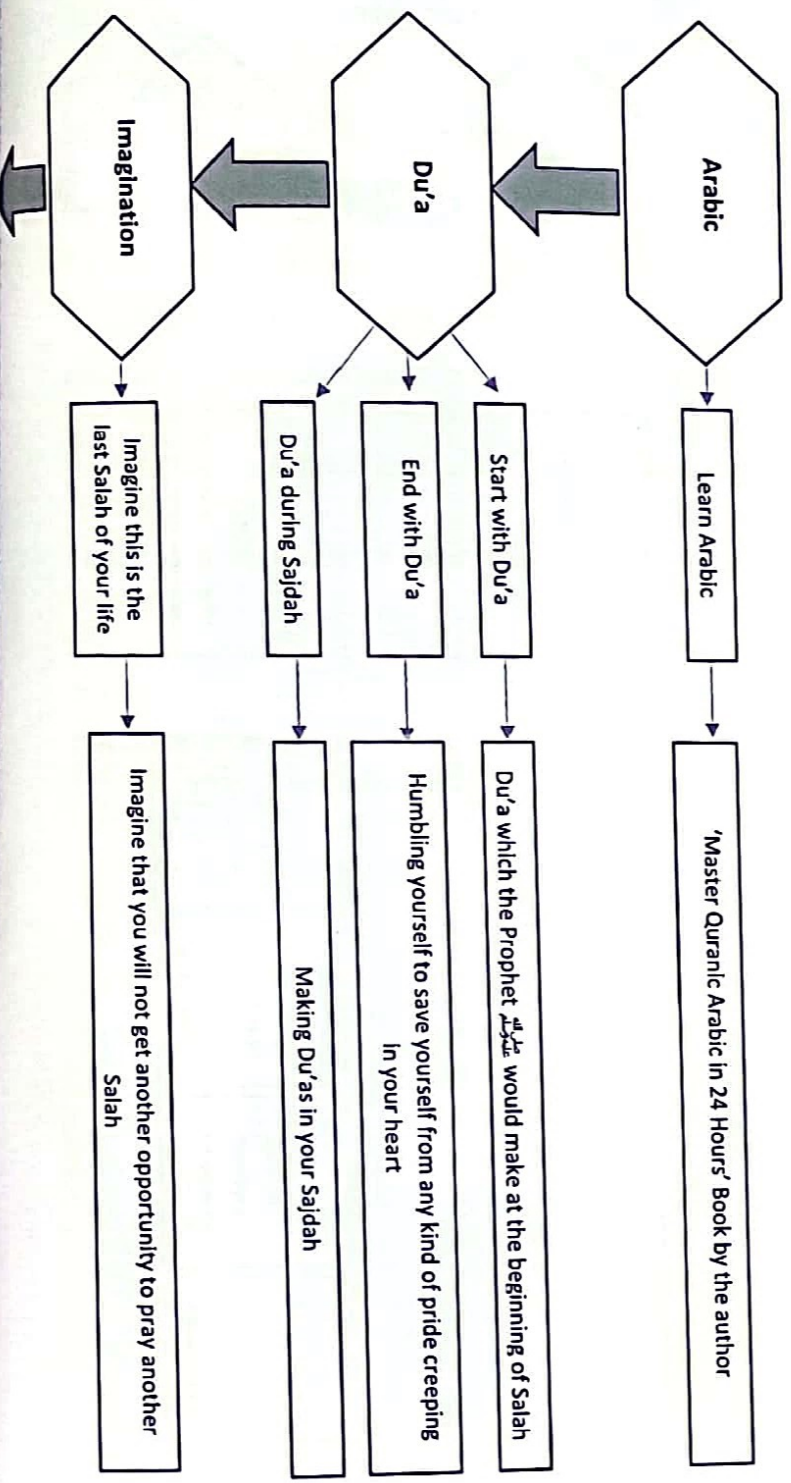 Arabic
Learn Arabic
'Master Quranic Arabic in 24 Hours' Book by the author
Du'a
Start with Du'a
Du'a which the Prophet ﷺ would make at the beginning of Salah
End with Du'a
Humbling yourself to save yourself from any kind of pride creeping
in your heart
Du'a during Sajdah
Making Du'as in your Sajdah
Imagination
Imagine this is the
last Salah of your life
Imagine that you will not get another opportunity to pray another
Salah